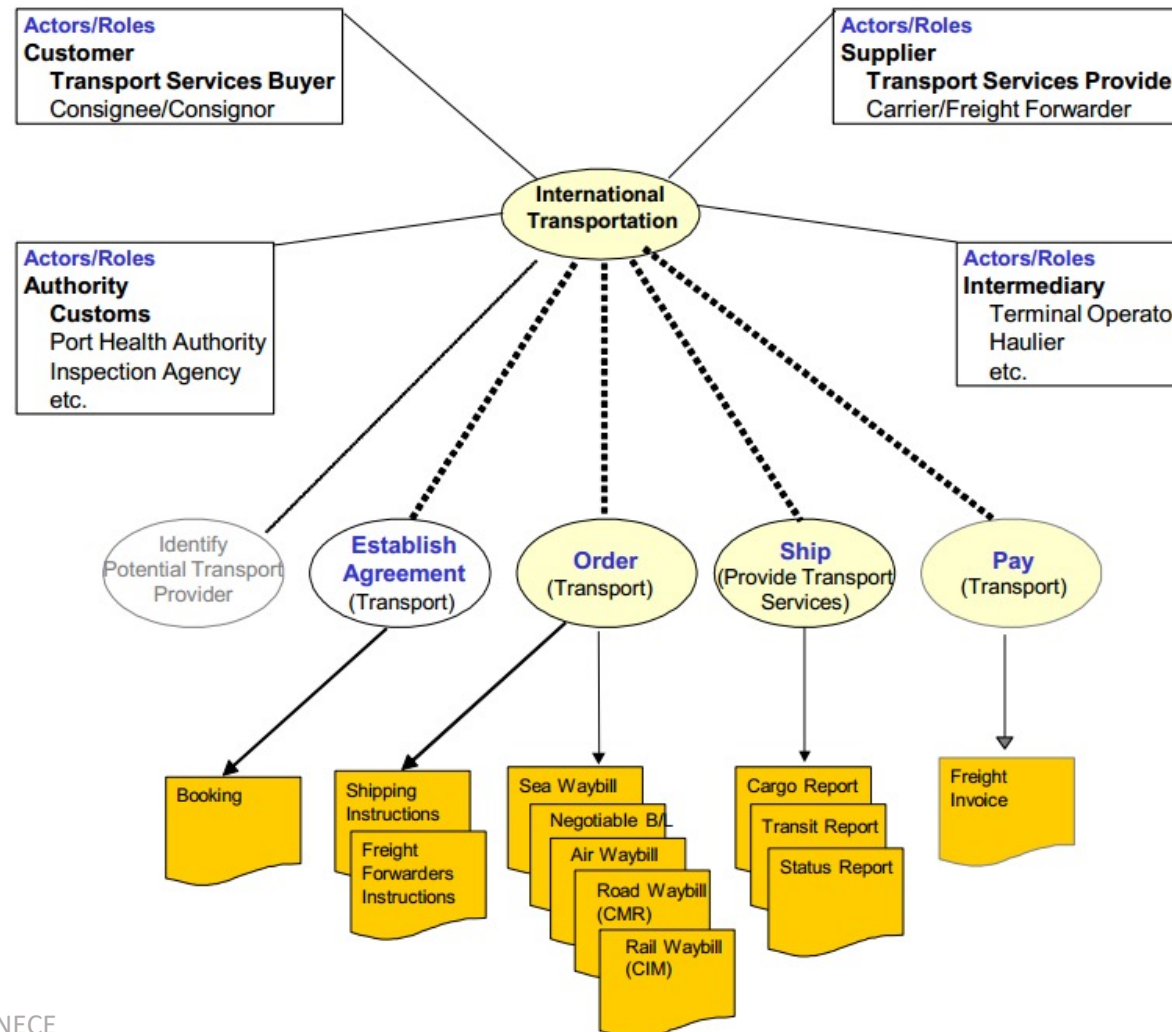 Actors/Roles
Customer
Transport Services Buyer
Consignee/Consignor
Actors/Roles
Supplier
Transport Services Provide
Carrier/Freight Forwarder
International
Transportation
Actors/Roles
Authority
Customs
Port Health Authority
Inspection Agency
etc.
Actors/Roles
Intermediary
Terminal Operato
Haulier
etc.
Identify
Potential Transport
Provider
Establish
Agreement
(Transport)
Order
(Transport)
Ship
(Provide Transport
Services)
Pay
(Transport)
Booking
Shipping
Instructions
Freight
Forwarders
Instructions
Sea Waybill
Negotiable B/L
Air Waybill
Road Waybill
(CMR)
Rail Waybill
(CIM)
Cargo Report
Transit Report
Status Report
Freight
Invoice
NECE